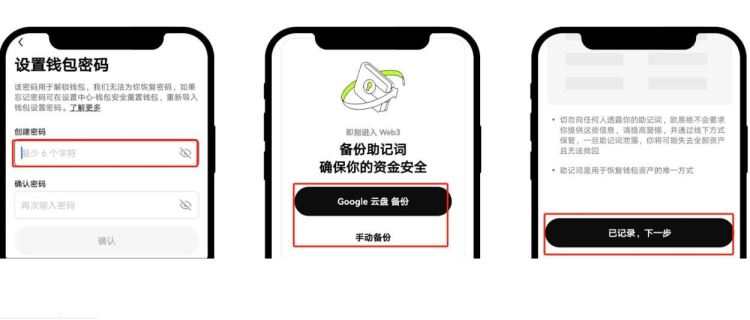 设置钱包密码
该密码用于解锁钱包，我们无法为你恢复密码，如果
忘记密码可在设置中心-钱包安全重置钱包，重新导入
钱包设置密码。了解更多
创建密码
最少 6 个字符
确认密码
再次输入密码
确认
即刻进入 Web3
备份助记词
确保你的资金安全
Google 云盘 备份
手动备份
• 切勿向任何人透露你的助记词，欧易绝不会要求
你提供这些信息，请提高警惕，并通过线下方式
保管，一旦助记词泄露，你将可能失去全部资产
且无法找回
• 助记词是用于恢复钱包资产的唯一方式
已记录，下一步